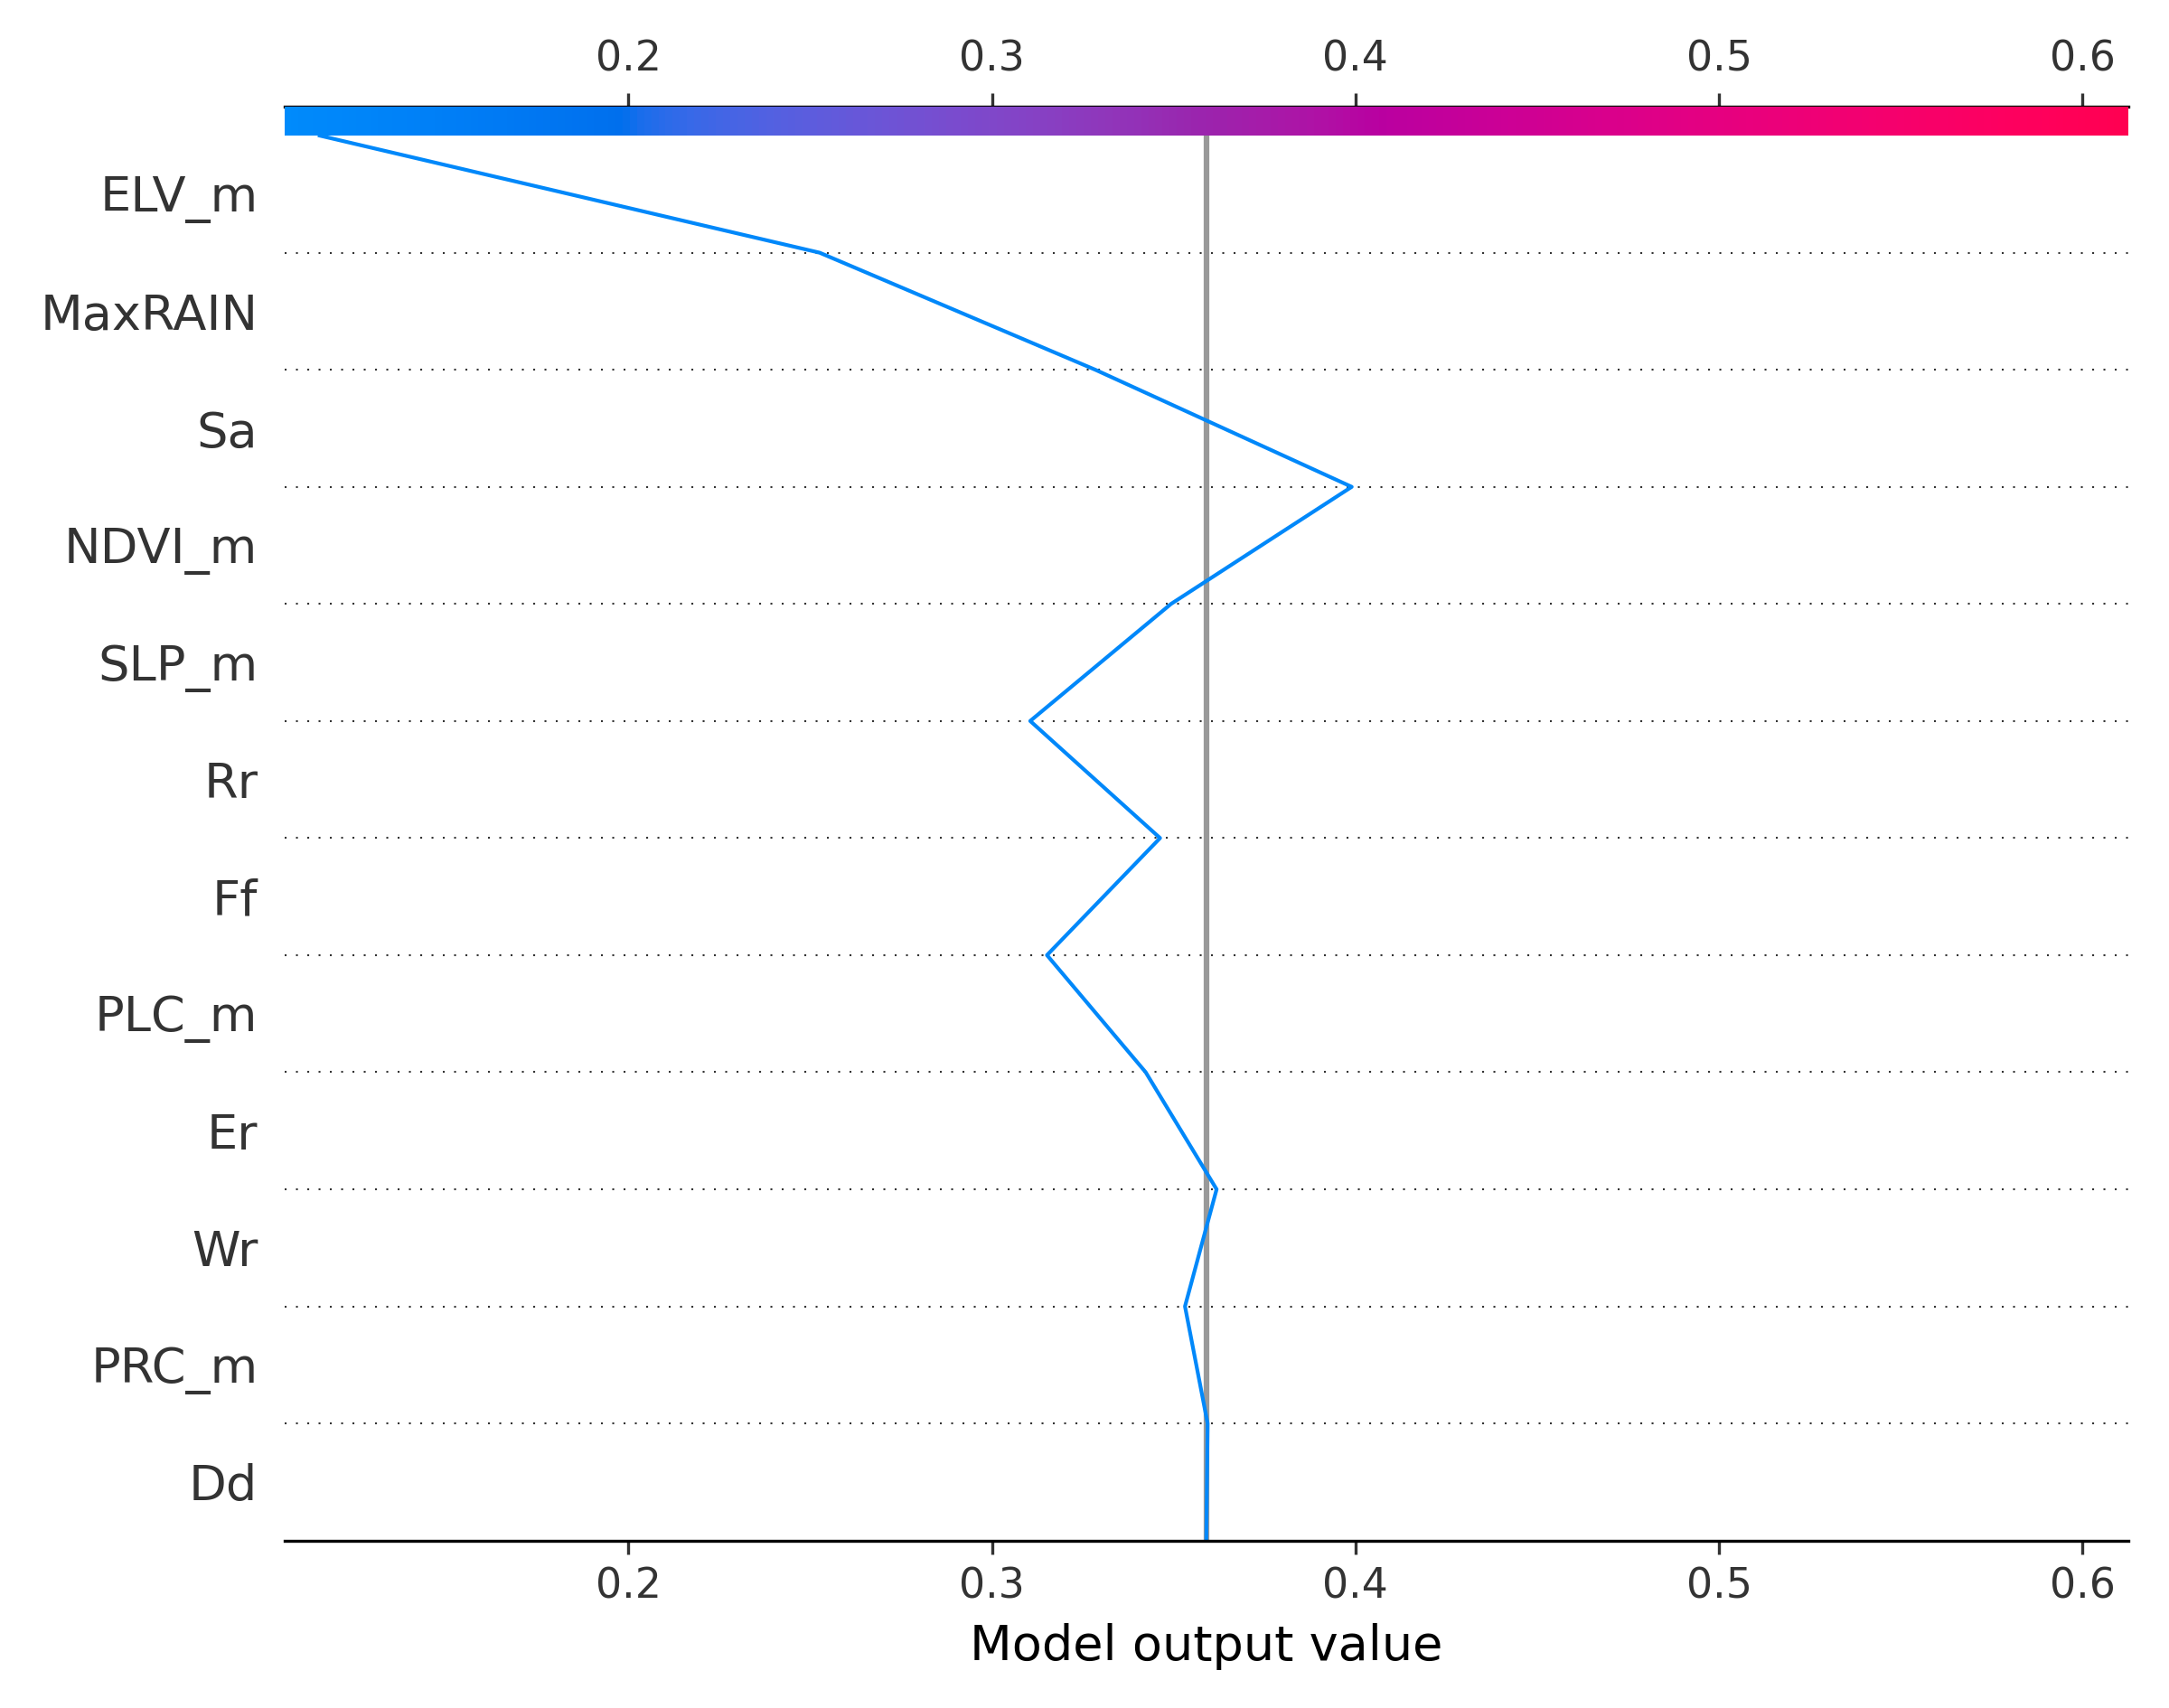 0.2 0.3 0.4 0.5 0.6
ELV_m
MaxRAIN
Sa
NDVI_m
SLP_m
Rr
Ff
PLC_m
Er
Wr
PRC_m
Dd
0.2 0.3 0.4 0.5 0.6
Model output value